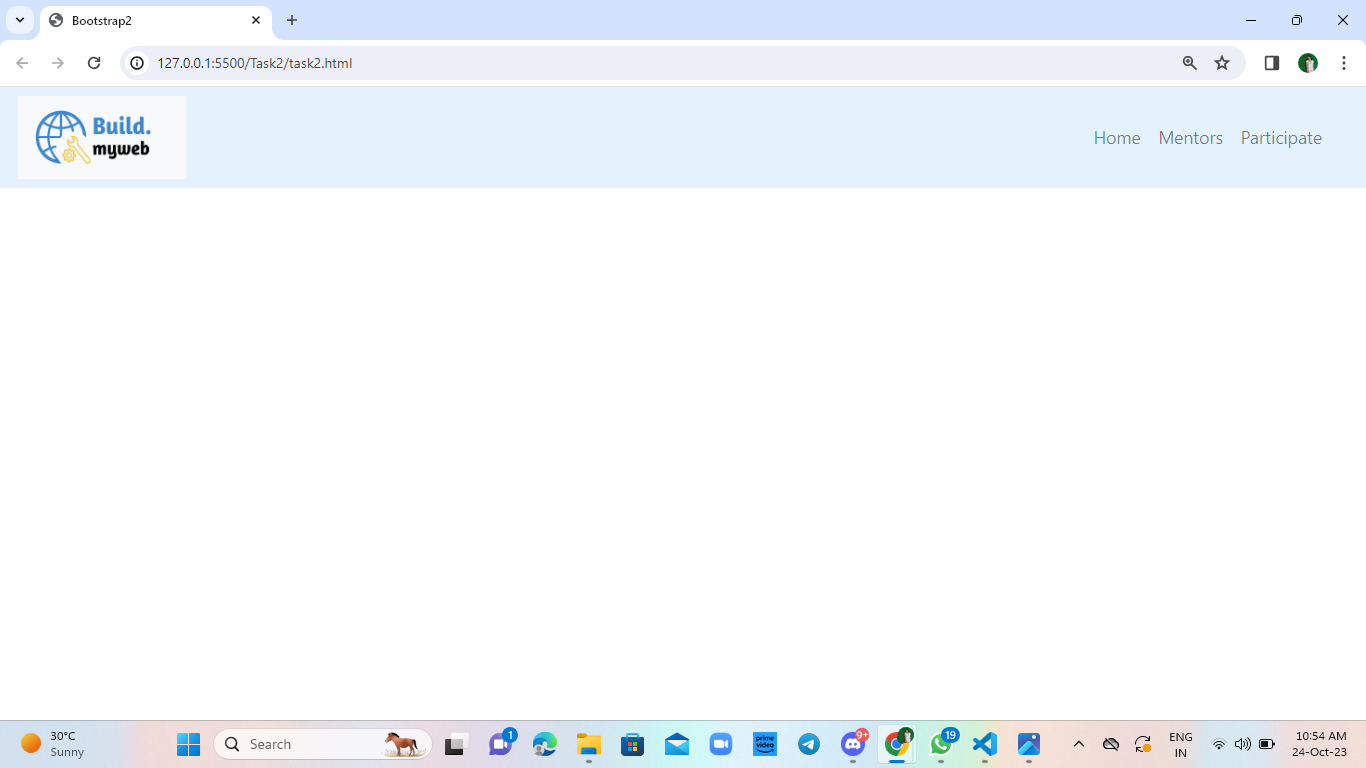 Bootstrap2
127.0.0.1:5500/Task2/task2.html
Build.
myweb
Home Mentors Participate
30°C
Sunny
Search
1
prime
video
9+
19
ENG
IN
10:54 AM
24-Oct-23